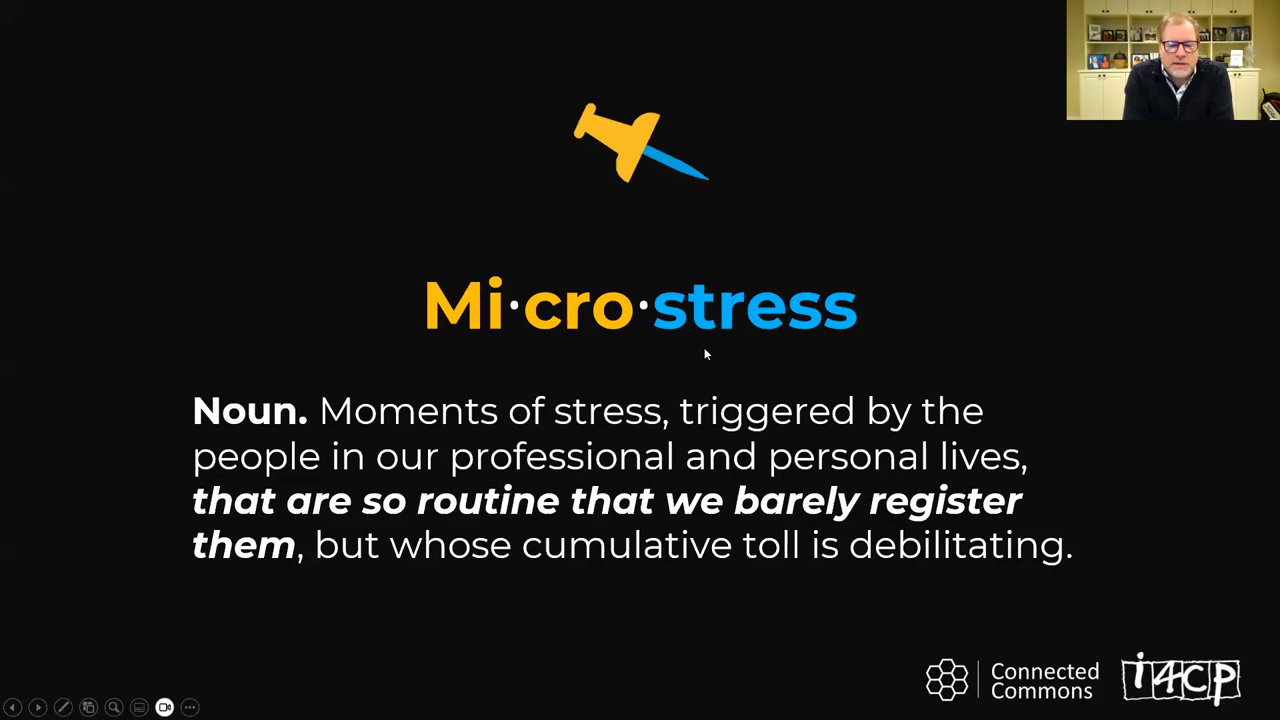 Mi·cro·stress
Noun. Moments of stress, triggered by the
people in our professional and personal lives,
that are so routine that we barely register
them, but whose cumulative toll is debilitating.
Connected
Commons
i4cp